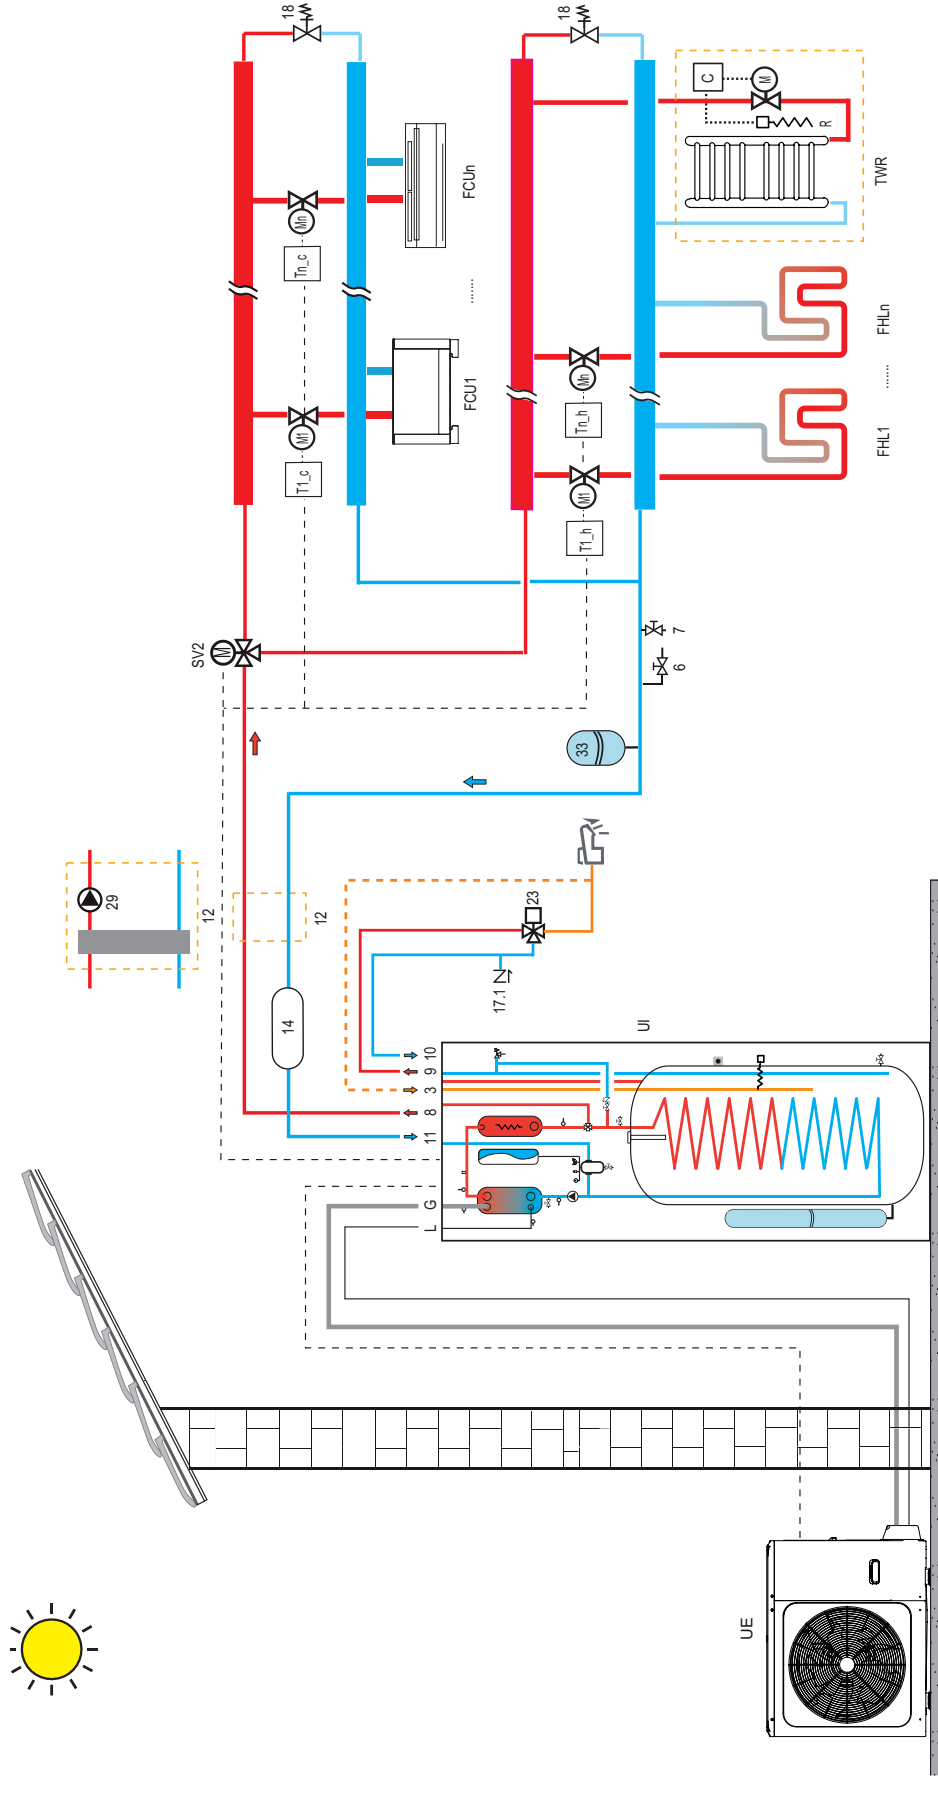 18
18
C
M
R
TWR
Mn
Tn_c
FCUn
M1
T1_c
FCU1
.......
Mn
Tn_h
M1
T1_h
FHLn
.......
FHL1
SV2
M
7
6
33
29
12
12
14
23
17.1
10
9
3
8
11
G
L
UI
UE